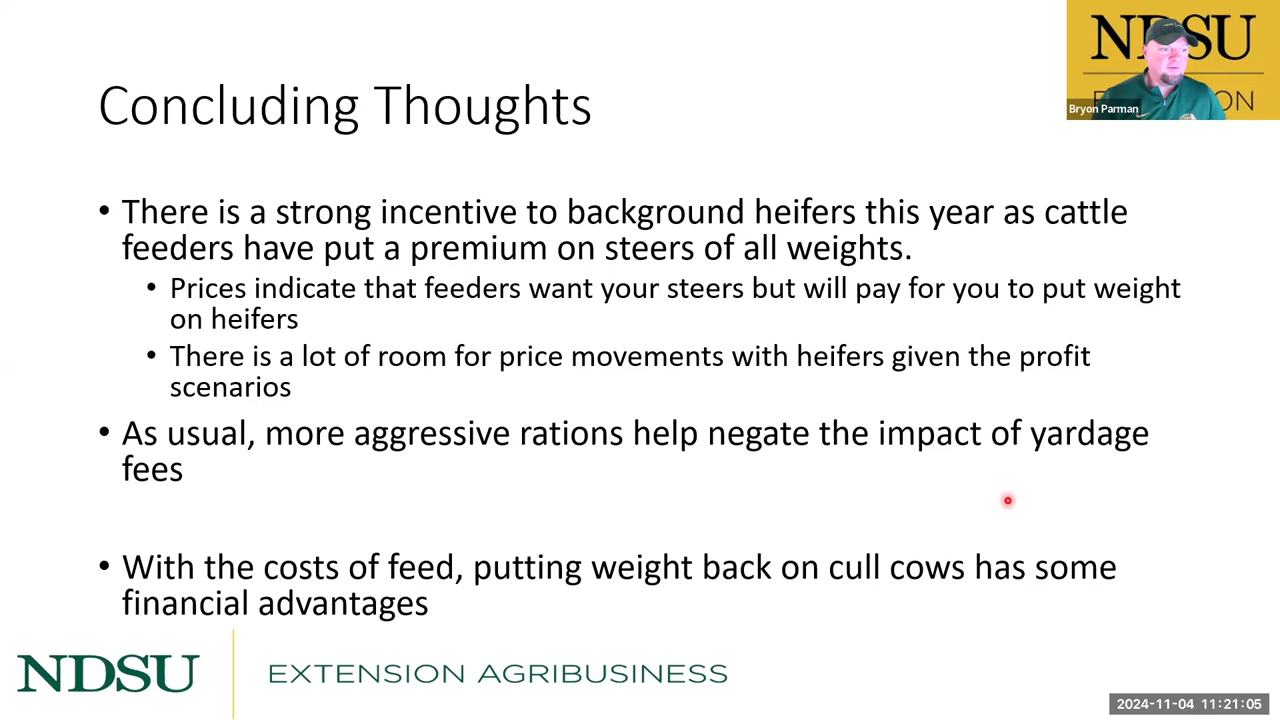 NDSU
EXTENSION
Bryon Parman
Concluding Thoughts
• There is a strong incentive to background heifers this year as cattle
feeders have put a premium on steers of all weights.
• Prices indicate that feeders want your steers but will pay for you to put weight
on heifers
• There is a lot of room for price movements with heifers given the profit
scenarios
• As usual, more aggressive rations help negate the impact of yardage
fees
• With the costs of feed, putting weight back on cull cows has some
financial advantages
NDSU
EXTENSION AGRIBUSINESS
2024-11-04 11:21:05